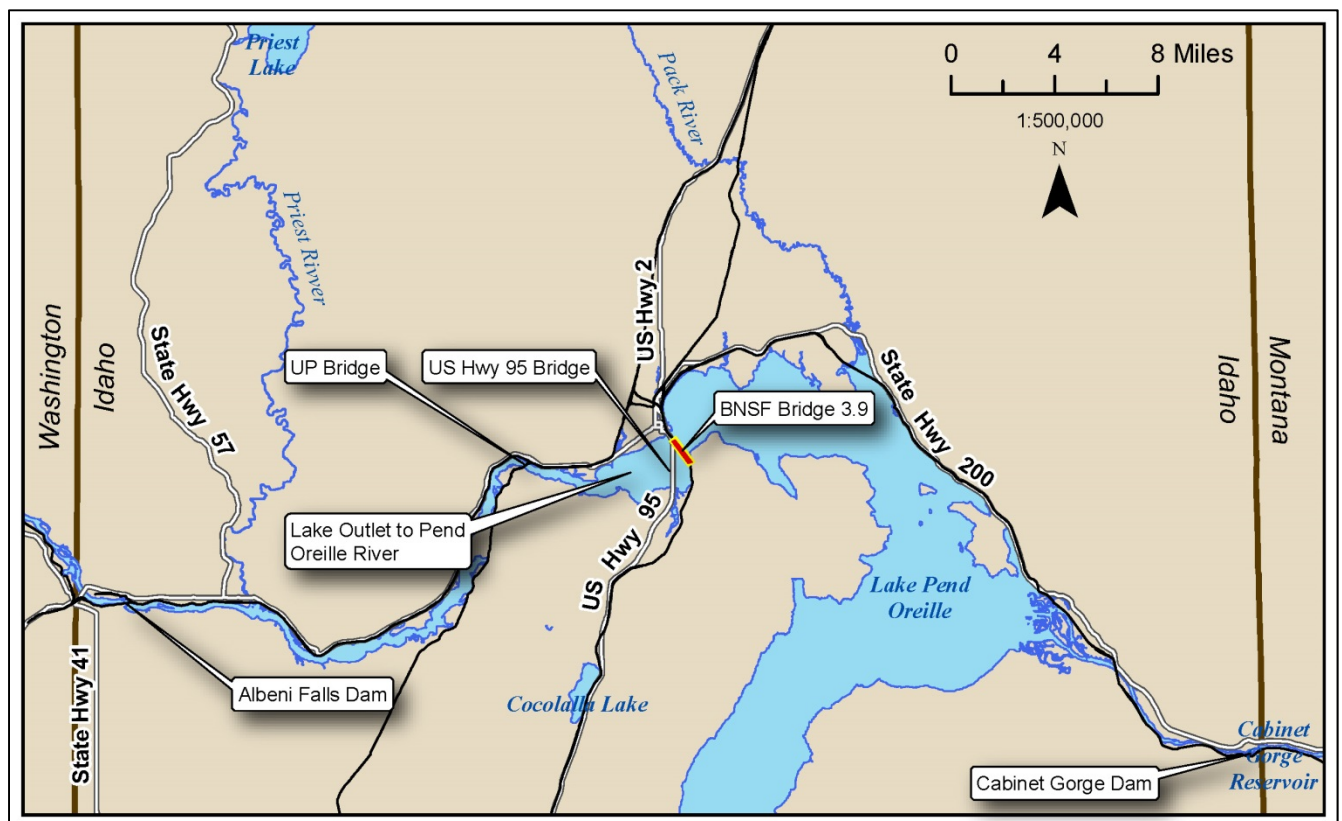 Priest
Lake
Pack River
0 4 8 Miles
1:500,000
N
Priest Rivver
Washington
Idaho
State Hwy 57
US Hwy 2
UP Bridge
US Hwy 95 Bridge
BNSF Bridge 3.9
State Hwy 200
Idaho
Montana
Lake Outlet to Pend
Oreille River
US Hwy 95
Lake Pend
Oreille
State Hwy 41
Albeni Falls Dam
Cocolalla Lake
Cabinet
Gorge
Reservoir
Cabinet Gorge Dam